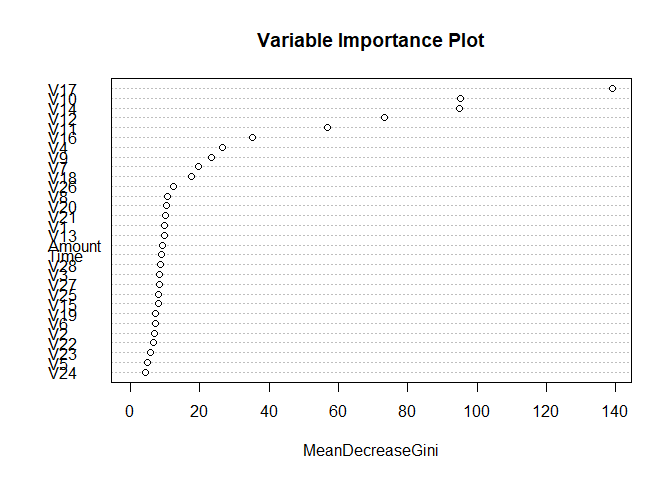 Variable Importance Plot
V17
V10
V14
V12
V11
V16
V4
V9
V7
V18
V26
V8
V20
V21
V1
V13
Amount
Time
V28
V3
V27
V25
V15
V19
V6
V2
V22
V23
V5
V24
0 20 40 60 80 100 120 140
MeanDecreaseGini